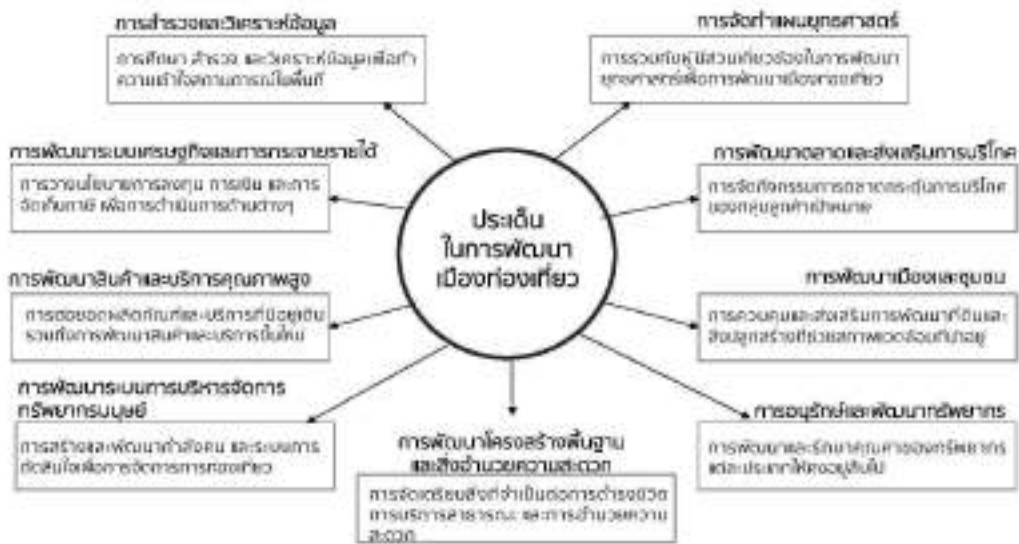 การสำรวจและวิเคราะห์ข้อมูล
การศึกษา สำรวจ และวิเคราะห์ข้อมูลเพื่อทำ
ความเข้าใจสถานการณ์ในพื้นที่
การจัดทำแผนยุทธศาสตร์
การร่วมกับผู้มีส่วนเกี่ยวข้องในการพัฒนา
ยุทธศาสตร์เพื่อการพัฒนาเมืองท่องเที่ยว
การพัฒนาระบบเศรษฐกิจและการกระจายรายได้
การวางนโยบายการลงทุน การเงิน และการ
จัดเก็บภาษี เพื่อการดำเนินการด้านต่างๆ
การพัฒนาตลาดและส่งเสริมการบริโภค
การจัดกิจกรรมการตลาดกระตุ้นการบริโภค
ของกลุ่มลูกค้าเป้าหมาย
ประเด็น
ในการพัฒนา
เมืองท่องเที่ยว
การพัฒนาสินค้าและบริการคุณภาพสูง
การต่อยอดผลิตภัณฑ์และบริการที่มีอยู่เดิม
รวมถึงการพัฒนาสินค้าและบริการขึ้นใหม่
การพัฒนาเมืองและชุมชน
การควบคุมและส่งเสริมการพัฒนาที่ดินและ
สิ่งปลูกสร้างที่ช่วยสภาพแวดล้อมที่น่าอยู่
การพัฒนาระบบการบริหารจัดการ
ทรัพยากรมนุษย์
การสร้างและพัฒนากำลังคน และระบบการ
ตัดสินใจเพื่อการจัดการการท่องเที่ยว
การพัฒนาโครงสร้างพื้นฐาน
และสิ่งอำนวยความสะดวก
การจัดเตรียมสิ่งที่จำเป็นต่อการดำรงชีวิต
การบริการสาธารณะ และการอำนวยความ
สะดวก
การอนุรักษ์และพัฒนาทรัพยากร
การพัฒนาและรักษาคุณค่าของทรัพยากร
แต่ละประเภทให้คงอยู่สืบไป